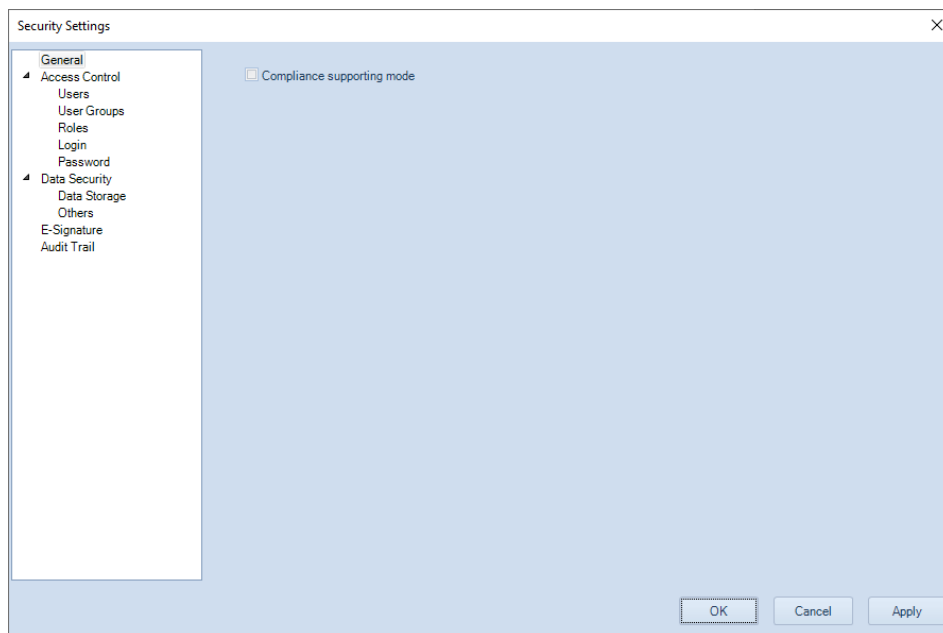 Security Settings
General
Access Control
Users
User Groups
Roles
Login
Password
Data Security
Data Storage
Others
E-Signature
Audit Trail
Compliance supporting mode
OK
Cancel
Apply